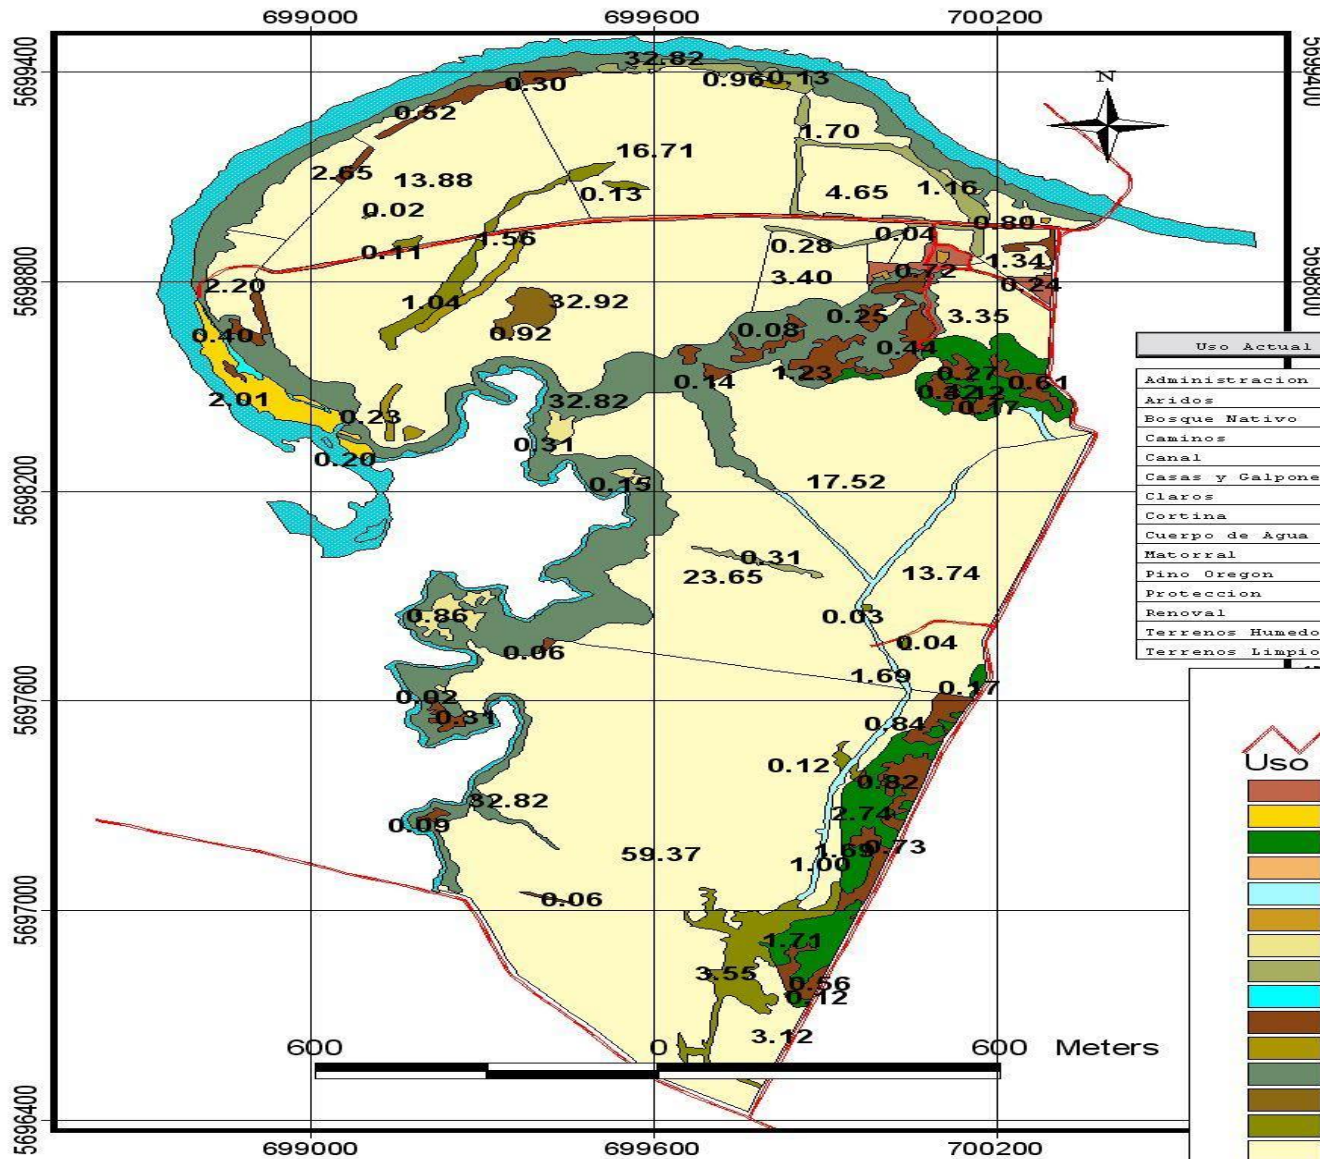 699000 699600 700200
5699400 5699400
32.82
0.96 0.13
0.30
0.52
1.70
16.71
2.65 13.88
0.13 4.65 1.16
0.02
0.80
0.04
1.56 0.28
0.11
1.34
0.72
3.40
5698800 5698800
2.20 0.24
1.04 32.92
0.25 3.35
0.08
0.40 0.92
0.44
Uso Actual
1.23 0.27
0.14 0.61
Administracion
2.01 32.82
0.17
Aridos
0.23
Bosque Nativo
Caminos
0.31
Canal
0.20
Casas y Galpone
0.15 17.52
5698200
Claros
Cortina
Cuerpo de Agua
0.31
Matorral
23.65 13.74
Pino Oregon
Proteccion
0.86 0.03
Renoval
Terrenos Humedo
0.06 0.04
Terrenos Limpio
1.69
0.17
0.02
5697600
0.31 0.84
0.12
Uso
0.82
32.82
2.74
0.09
0.73
59.37 1.69
1.00
0.06
5697000
1.71
3.55
0.56
0.12
3.12
600 0 600 Meters
5696400
699000 699600 700200
N